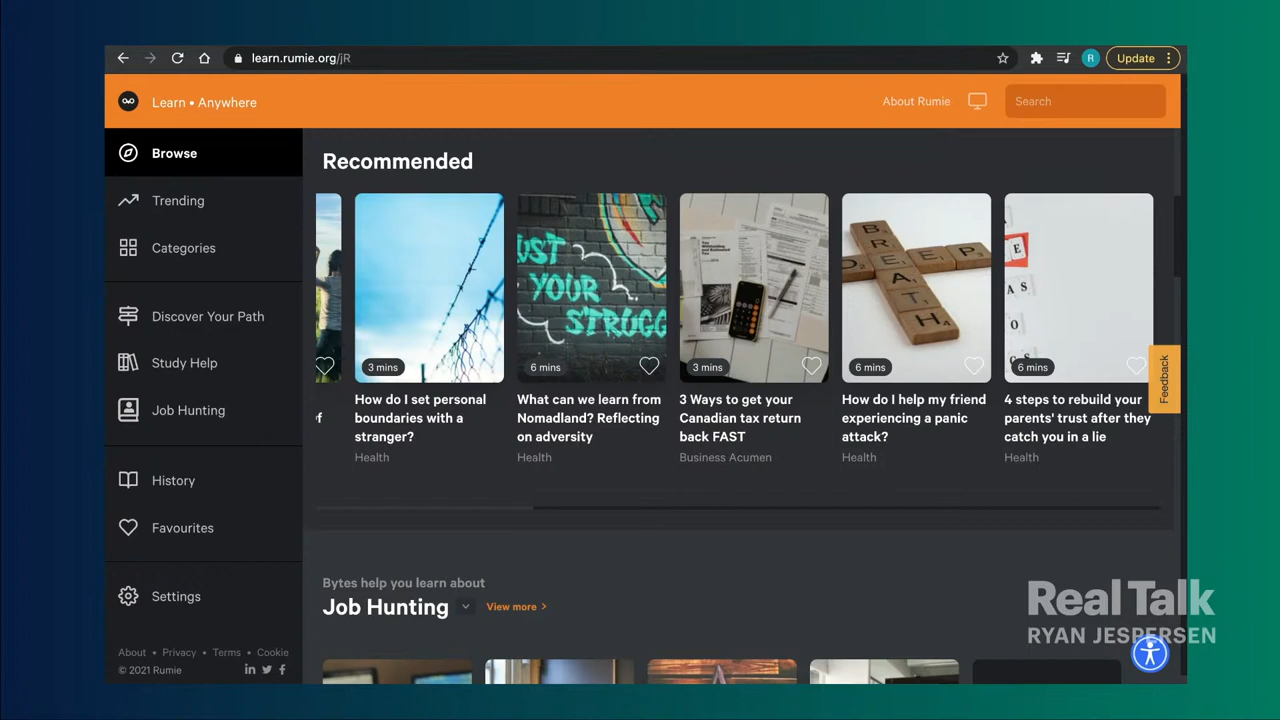 learn.rumie.org/jR
R
Update
Learn • Anywhere
About Rumie
Search
Browse
Trending
Categories
Discover Your Path
Study Help
Job Hunting
History
Favourites
Settings
About • Privacy • Terms • Cookie
© 2021 Rumie
Recommended
UST
YOUR
STRUGG
BREATH
DEEP
E
A S
O
3 mins
6 mins
3 mins
6 mins
6 mins
How do I set personal
boundaries with a
stranger?
Health
What can we learn from
Nomadland? Reflecting
on adversity
Health
3 Ways to get your
Canadian tax return
back FAST
Business Acumen
How do I help my friend
experiencing a panic
attack?
Health
4 steps to rebuild your
parents' trust after they
catch you in a lie
Health
Feedback
Bytes help you learn about
Job Hunting
View more >
Real Talk
RYAN JESPERSEN